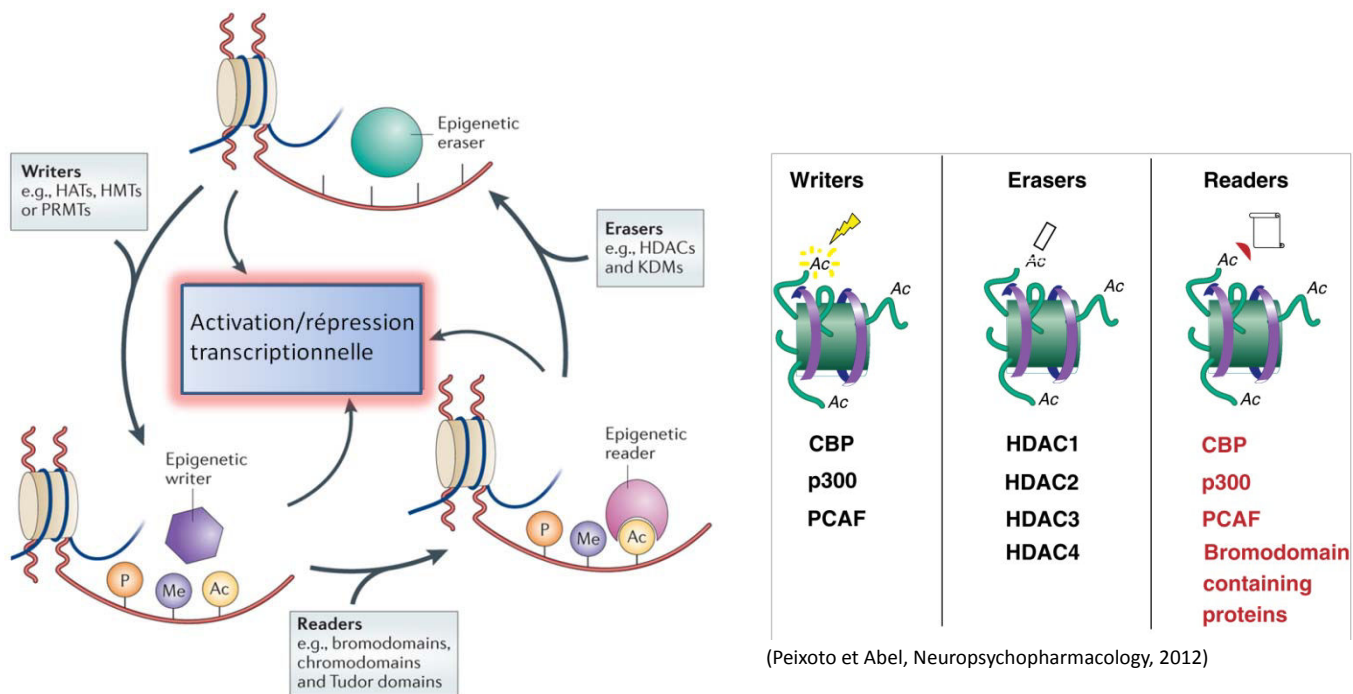 Epigenetic
eraser
Writers
e.g., HATs, HMTs
or PRMTs
Erasers
e.g., HDACs
and KDMs
Activation/répression
transcriptionnelle
Epigenetic
writer
P
Me
Ac
Epigenetic
reader
P
Me
Ac
Readers
e.g., bromodomains,
chromodomains
and Tudor domains
Writers
Ac
Ac
Ac
CBP
p300
PCAF
Erasers
Ac
Ac
Ac
HDAC1
HDAC2
HDAC3
HDAC4
Readers
Ac
Ac
Ac
CBP
p300
PCAF
Bromodomain
containing
proteins
(Peixoto et Abel, Neuropsychopharmacology, 2012)